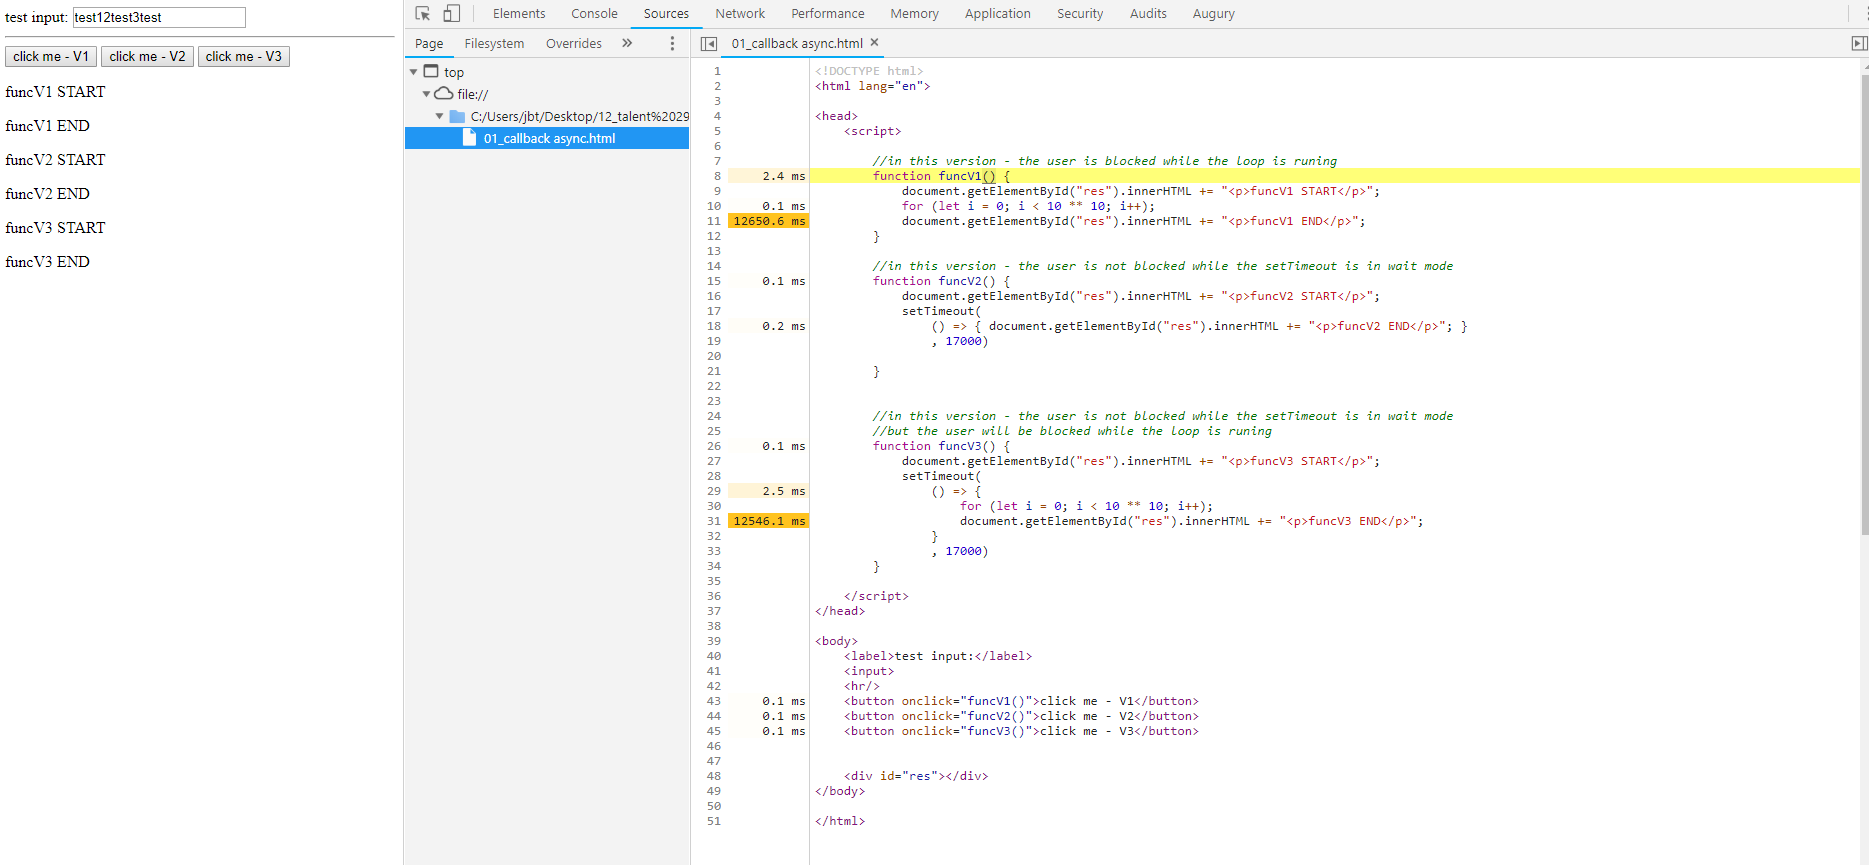 test input: test12test3test
click me - V1 click me - V2 click me - V3
funcV1 START
funcV1 END
funcV2 START
funcV2 END
funcV3 START
funcV3 END
Elements Console Sources Network Performance Memory Application Security Audits Augury
Page Filesystem Overrides »
top
file://
C:/Users/jbt/Desktop/12_talent%2029
01_callback async.html
01_callback async.html ×
1 <!DOCTYPE html>
2 <html lang="en">
3
4 <head>
5 <script>
6
7 //in this version - the user is blocked while the loop is runing
8 2.4 ms function funcV1() {
9 document.getElementById("res").innerHTML += "<p>funcV1 START</p>";
10 0.1 ms for (let i = 0; i < 10 ** 10; i++);
11 12650.6 ms document.getElementById("res").innerHTML += "<p>funcV1 END</p>";
12 }
13
14 //in this version - the user is not blocked while the setTimeout is in wait mode
15 0.1 ms function funcV2() {
16 document.getElementById("res").innerHTML += "<p>funcV2 START</p>";
17 setTimeout(
18 0.2 ms () => { document.getElementById("res").innerHTML += "<p>funcV2 END</p>"; }
19 , 17000)
20
21 }
22
23
24 //in this version - the user is not blocked while the setTimeout is in wait mode
25 //but the user will be blocked while the loop is runing
26 0.1 ms function funcV3() {
27 document.getElementById("res").innerHTML += "<p>funcV3 START</p>";
28 setTimeout(
29 2.5 ms () => {
30 for (let i = 0; i < 10 ** 10; i++);
31 12546.1 ms document.getElementById("res").innerHTML += "<p>funcV3 END</p>";
32 }
33 , 17000)
34 }
35
36 </script>
37 </head>
38
39 <body>
40 <label>test input:</label>
41 <input>
42 <hr/>
43 0.1 ms <button onclick="funcV1()">click me - V1</button>
44 0.1 ms <button onclick="funcV2()">click me - V2</button>
45 0.1 ms <button onclick="funcV3()">click me - V3</button>
46
47
48 <div id="res"></div>
49 </body>
50
51 </html>